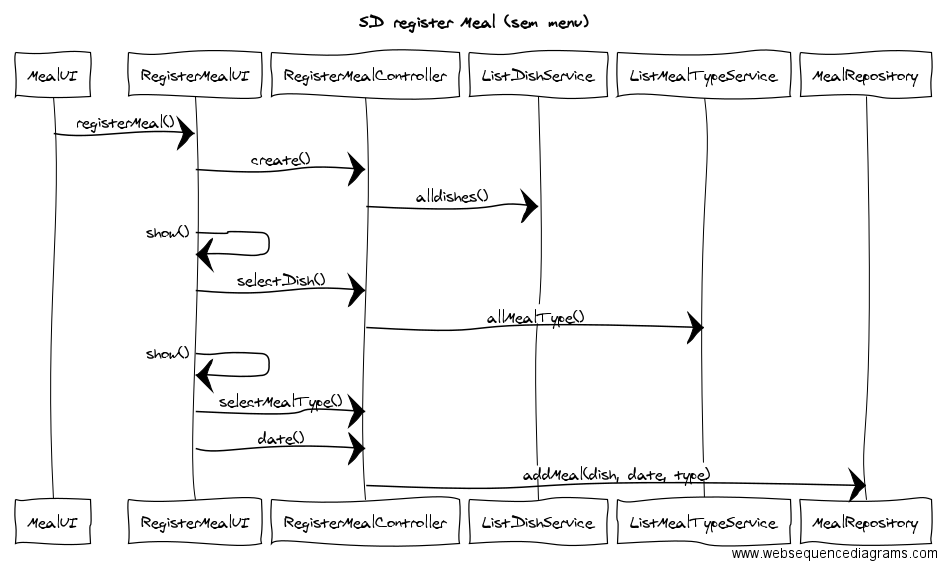 SD register Meal (sem menu)
MealUI
RegisterMealUI
RegisterMealController
ListDishService
ListMealTypeService
MealRepository
registerMeal()
create()
alldishes()
show()
selectDish()
allMealType()
show()
selectMealType()
date()
addMeal(dish, date, type)
MealUI
RegisterMealUI
RegisterMealController
ListDishService
ListMealTypeService
MealRepository
www.websequencediagrams.com